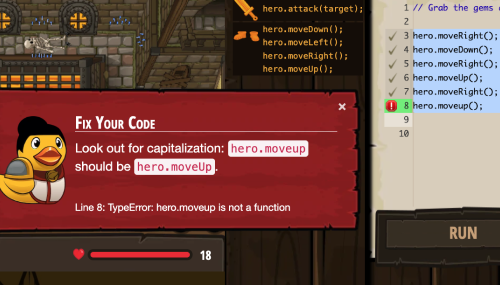 hero.attack(target);
hero.moveDown();
hero.moveLeft();
hero.moveRight();
hero.moveUp();
FIX YOUR CODE
×
Look out for capitalization: hero.moveup
should be hero.moveUp.
Line 8: TypeError: hero.moveup is not a function
18
1 // Grab the gems
2
3 hero.moveRight();
4 hero.moveDown();
5 hero.moveRight();
6 hero.moveUp();
7 hero.moveRight();
8 hero.moveup();
9
10
RUN